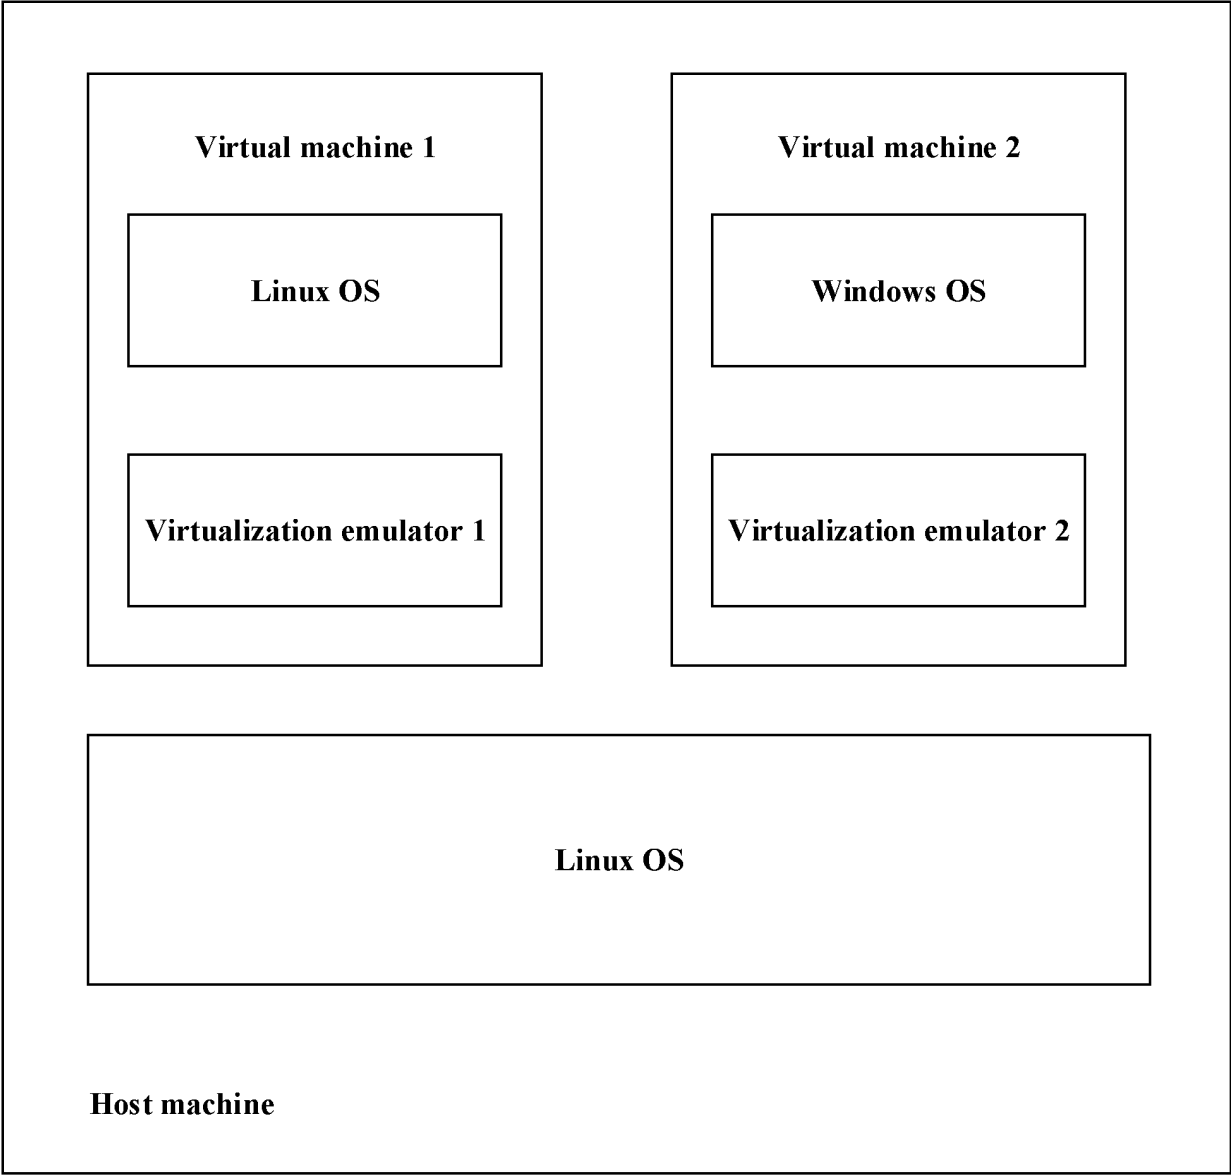 Virtual machine 1
Linux OS
Virtualization emulator 1
Virtual machine 2
Windows OS
Virtualization emulator 2
Linux OS
Host machine